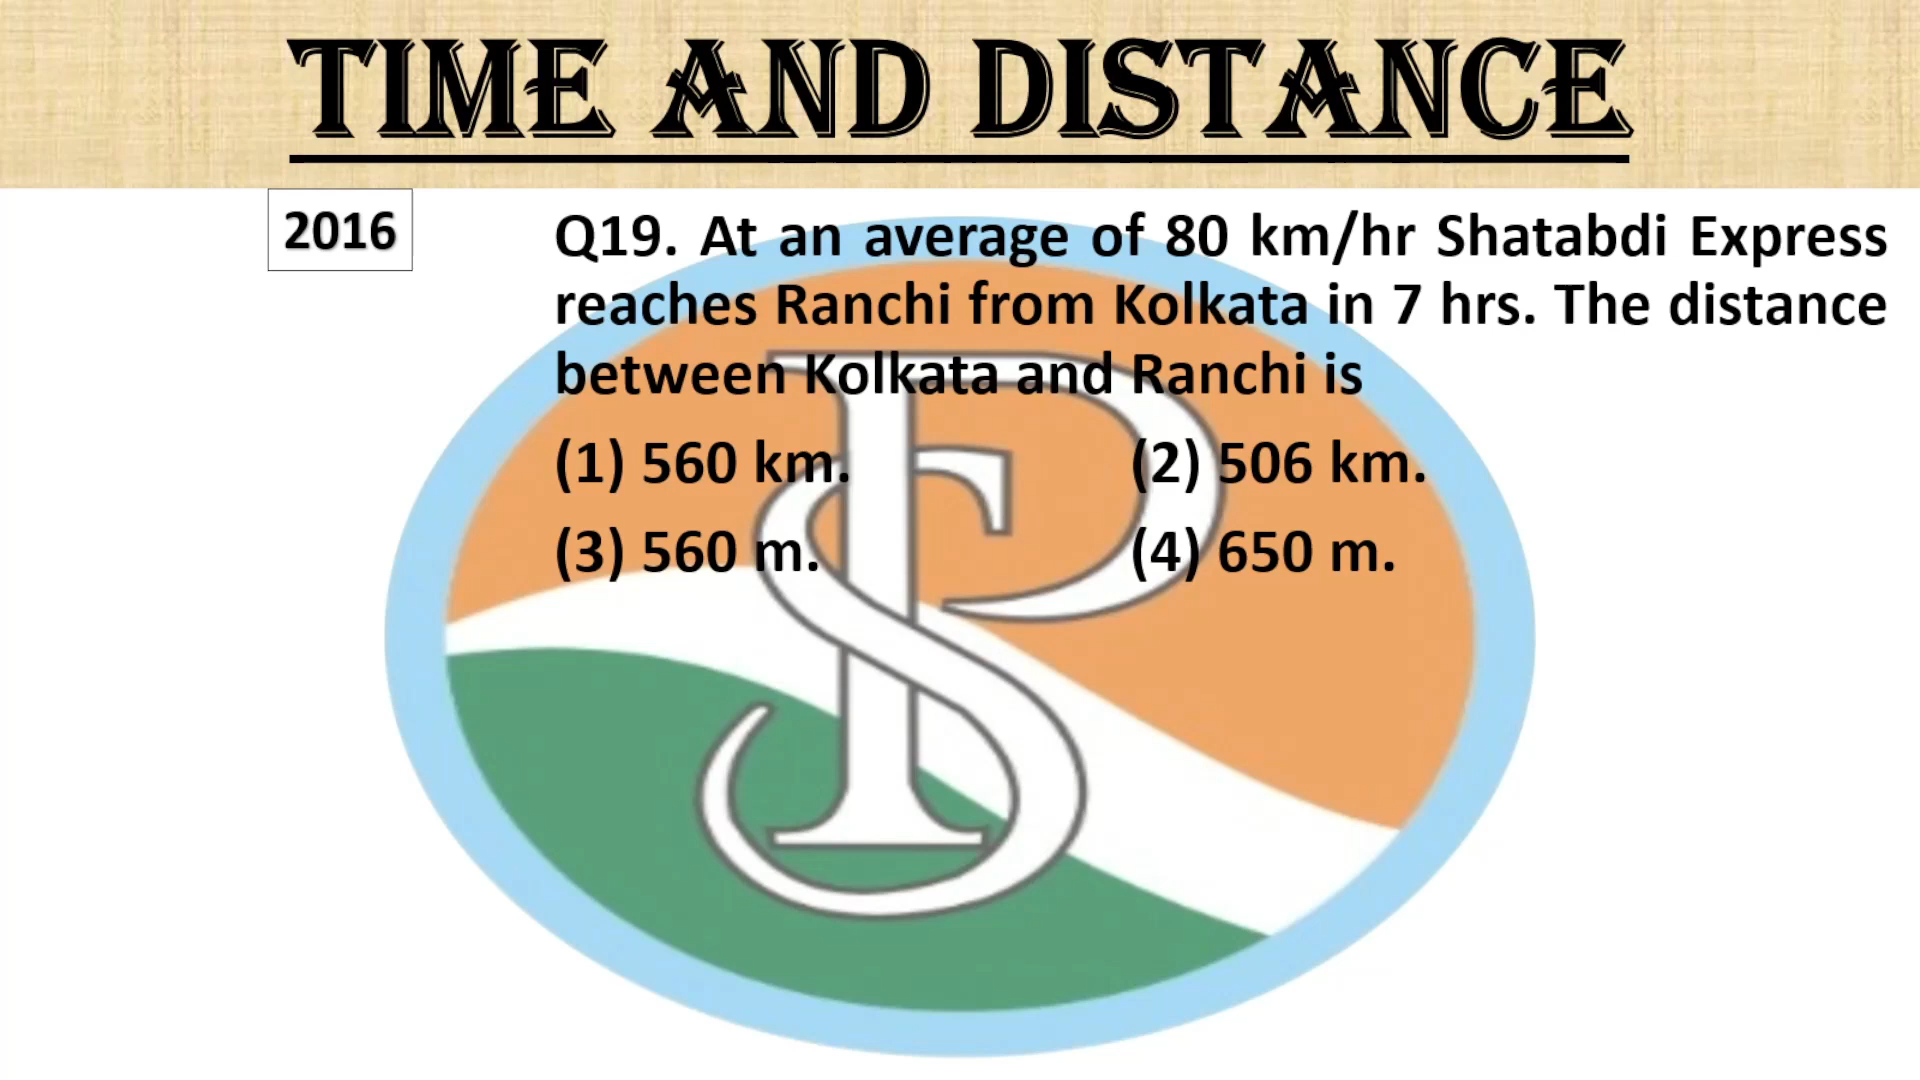 TIME AND DISTANCE
2016
Q19. At an average of 80 km/hr Shatabdi Express
reaches Ranchi from Kolkata in 7 hrs. The distance
between Kolkata and Ranchi is
(1) 560 km. (2) 506 km.
(3) 560 m. (4) 650 m.